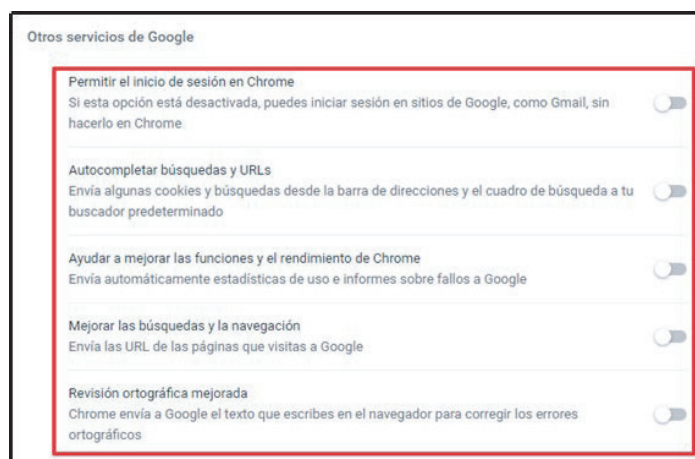 Otros servicios de Google
Permitir el inicio de sesión en Chrome
Si esta opción está desactivada, puedes iniciar sesión en sitios de Google, como Gmail, sin
hacerlo en Chrome
Autocompletar búsquedas y URLs
Envía algunas cookies y búsquedas desde la barra de direcciones y el cuadro de búsqueda a tu
buscador predeterminado
Ayudar a mejorar las funciones y el rendimiento de Chrome
Envía automáticamente estadísticas de uso e informes sobre fallos a Google
Mejorar las búsquedas y la navegación
Envía las URL de las páginas que visitas a Google
Revisión ortográfica mejorada
Chrome envía a Google el texto que escribes en el navegador para corregir los errores
ortográficos